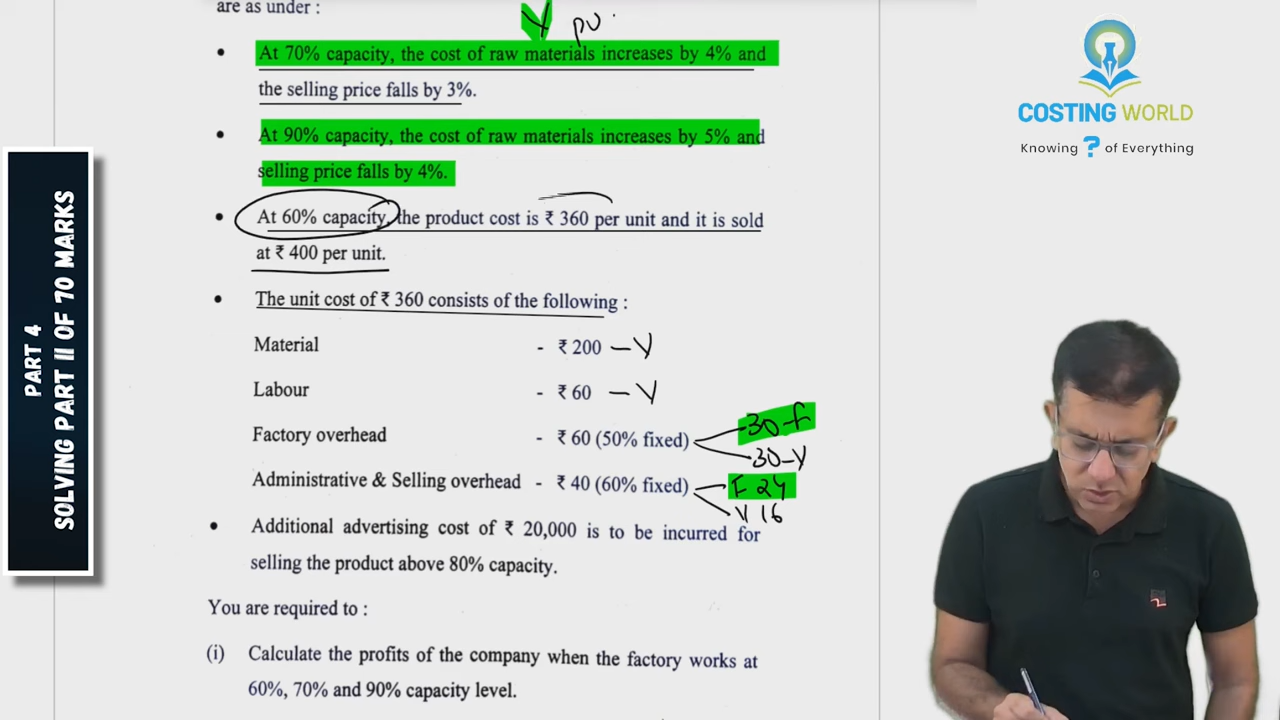 are as under :
V pu
• At 70% capacity, the cost of raw materials increases by 4% and
the selling price falls by 3%.
• At 90% capacity, the cost of raw materials increases by 5% and
selling price falls by 4%.
• At 60% capacity, the product cost is ₹ 360 per unit and it is sold
at ₹ 400 per unit.
• The unit cost of ₹ 360 consists of the following :
Material - ₹ 200 — V
Labour - ₹ 60 — V
Factory overhead - ₹ 60 (50% fixed) 30-F
30-V
Administrative & Selling overhead - ₹ 40 (60% fixed) F 24
V 16
• Additional advertising cost of ₹ 20,000 is to be incurred for
selling the product above 80% capacity.
You are required to :
(i) Calculate the profits of the company when the factory works at
60%, 70% and 90% capacity level.
PART 4
SOLVING PART II OF 70 MARKS
COSTING WORLD
Knowing ? of Everything